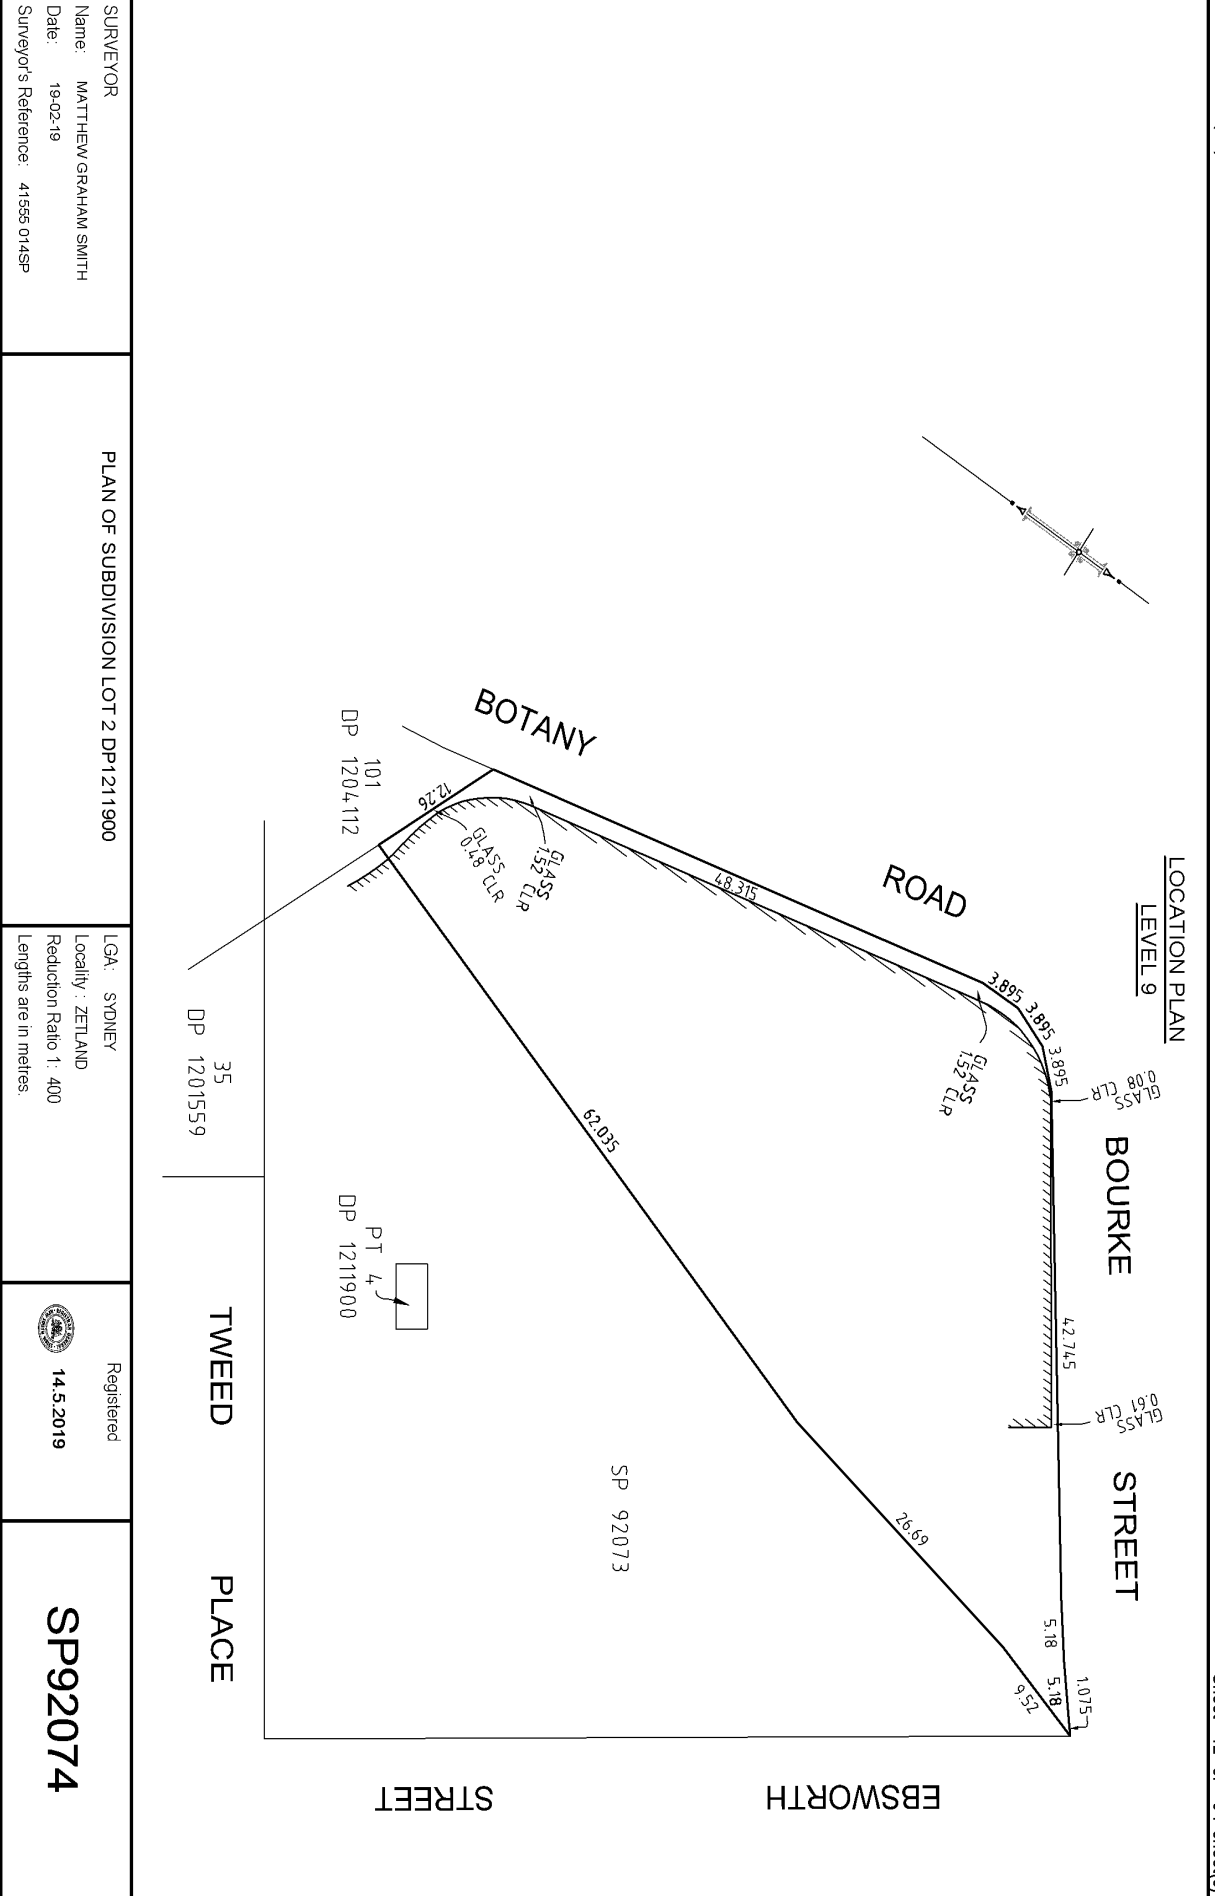 LOCATION PLAN
LEVEL 9
BOURKE
STREET
BOTANY
ROAD
EBSWORTH
STREET
TWEED
PLACE
GLASS
0.08 CLR
GLASS
0.61 CLR
GLASS
1.52 CLR
GLASS
1.52 CLR
GLASS
0.48 CLR
3.895
3.895
3.895
42.745
5.18
5.18
1.075
9.52
26.69
62.035
48.315
12.26
SP 92073
101
DP 1204112
35
DP 1201559
PT 4
DP 1211900
SURVEYOR
Name: MATTHEW GRAHAM SMITH
Date: 19-02-19
Surveyor's Reference: 41555 014SP
PLAN OF SUBDIVISION LOT 2 DP1211900
LGA: SYDNEY
Locality : ZETLAND
Reduction Ratio 1: 400
Lengths are in metres.
Registered
14.5.2019
SP92074